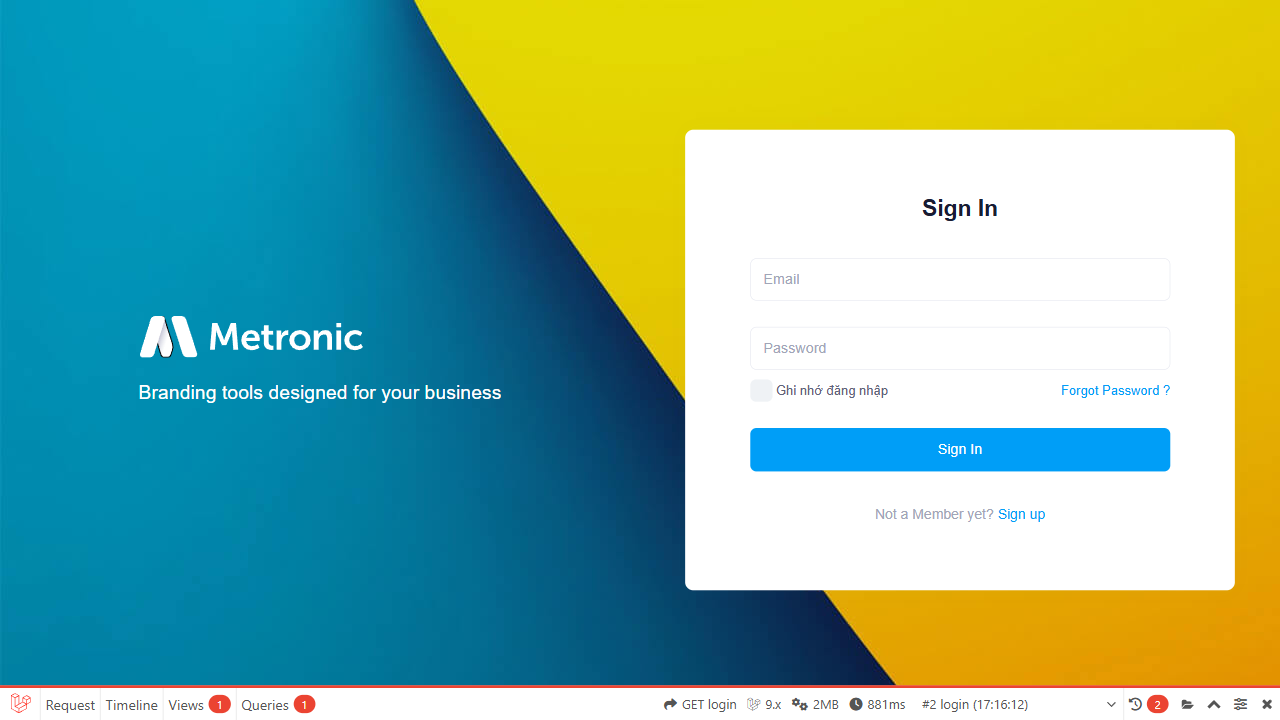 Metronic
Branding tools designed for your business
Sign In
Email
Password
Ghi nhớ đăng nhập Forgot Password ?
Sign In
Not a Member yet? Sign up
Request Timeline Views 1 Queries 1 GET login 9.x 2MB 881ms #2 login (17:16:12) 2